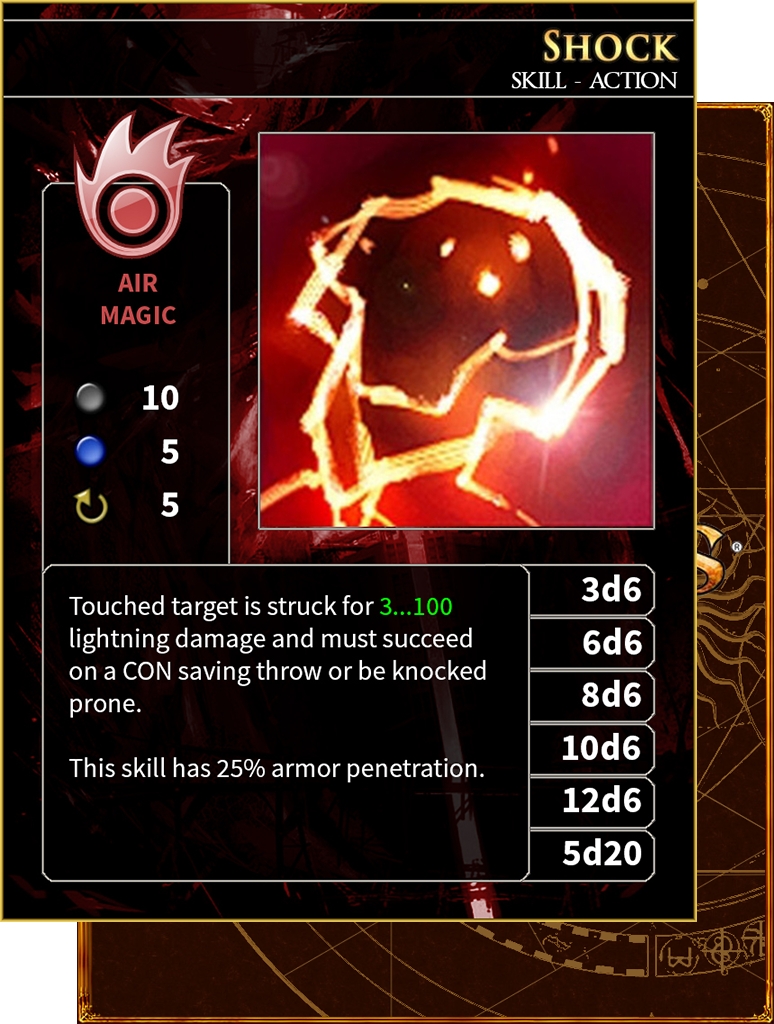 SHOCK
SKILL - ACTION
AIR
MAGIC
10
5
5
Touched target is struck for 3...100
lightning damage and must succeed
on a CON saving throw or be knocked
prone.
This skill has 25% armor penetration.
3d6
6d6
8d6
10d6
12d6
5d20
S®